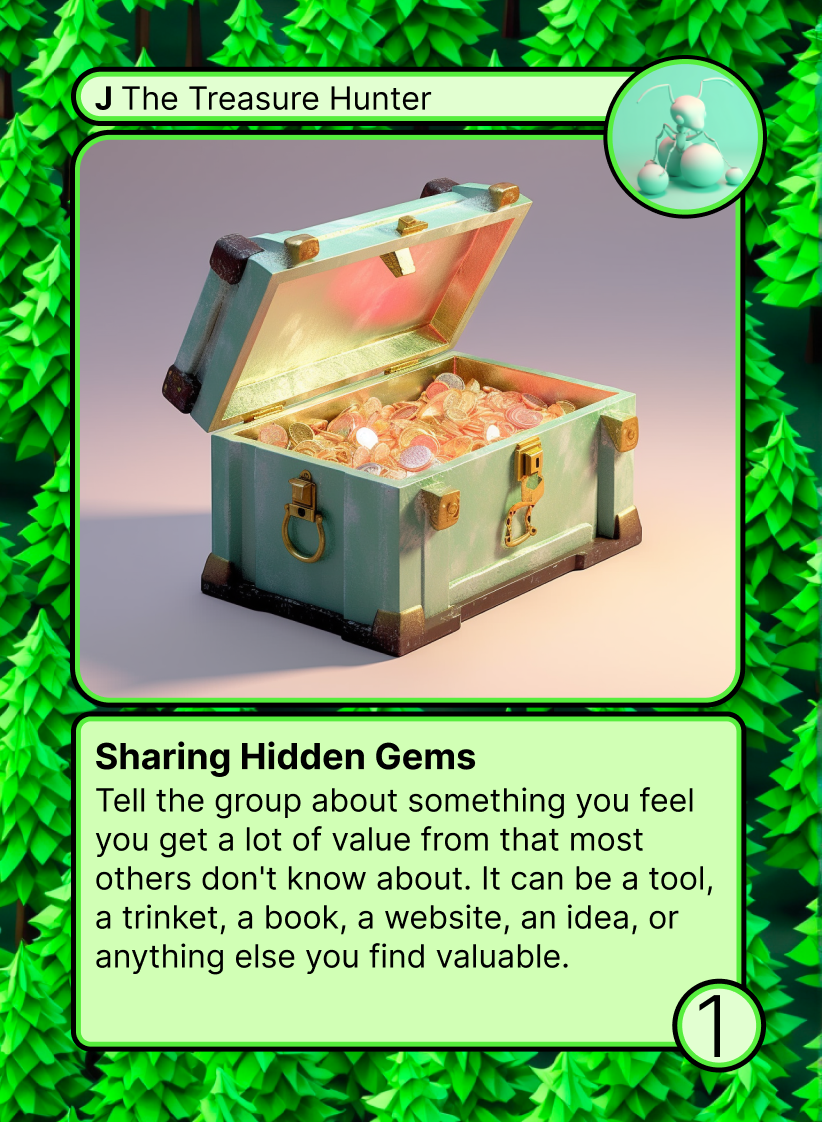 J The Treasure Hunter
Sharing Hidden Gems
Tell the group about something you feel
you get a lot of value from that most
others don't know about. It can be a tool,
a trinket, a book, a website, an idea, or
anything else you find valuable.
1